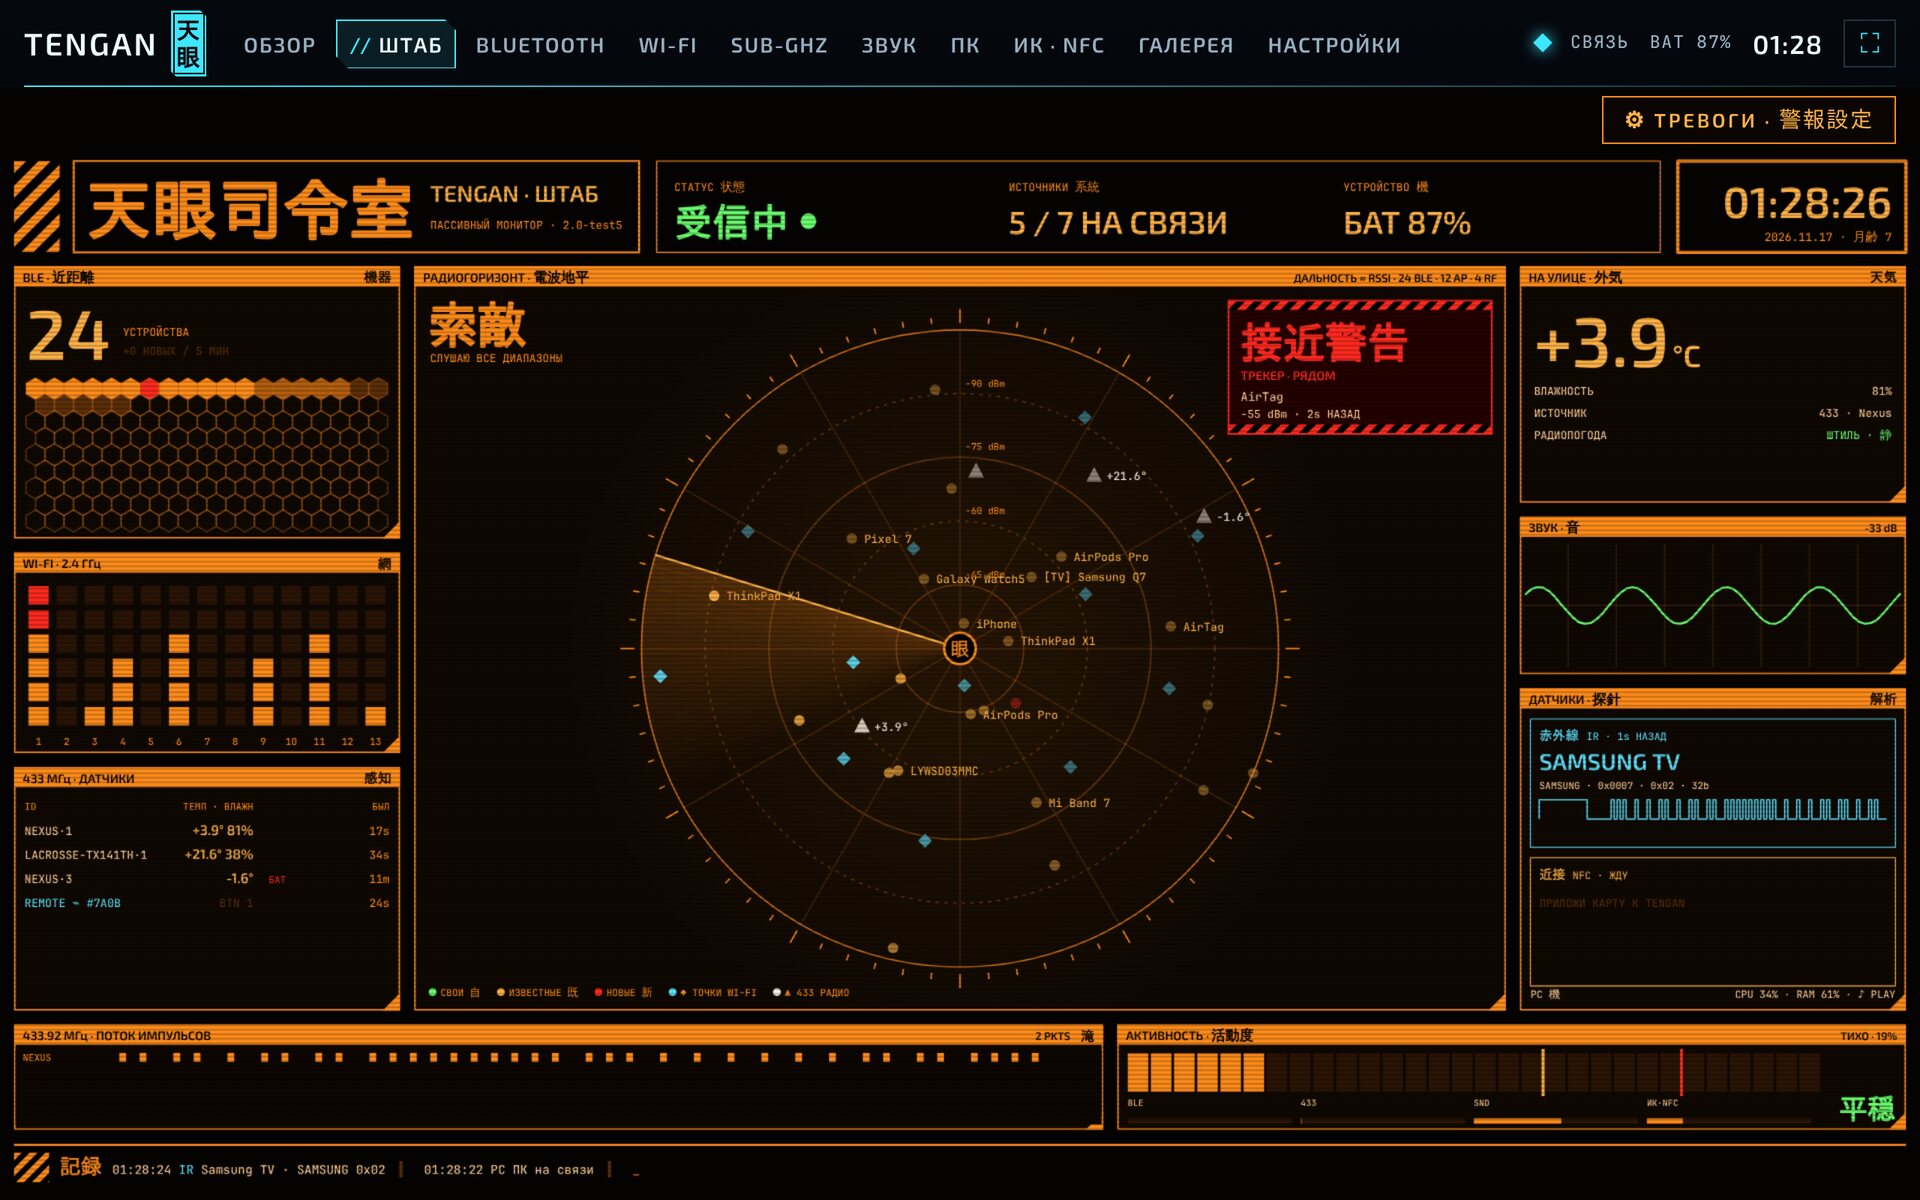 TENGAN 天眼 ОБЗОР // ШТАБ BLUETOOTH WI-FI SUB-GHZ ЗВУК ПК ИК · NFC ГАЛЕРЕЯ НАСТРОЙКИ СВЯЗЬ BAT 87% 01:28
⚙ ТРЕВОГИ · 警報設定
天眼司令室
TENGAN · ШТАБ
ПАССИВНЫЙ МОНИТОР · 2.0-test5
СТАТУС 状態
受信中
ИСТОЧНИКИ 系統
5 / 7 НА СВЯЗИ
УСТРОЙСТВО 機
БАТ 87%
01:28:26
2026.11.17 · 月齢 7
BLE · 近距離 機器
24 УСТРОЙСТВА
+0 НОВЫХ / 5 МИН
WI-FI · 2.4 ГГц 網
1 2 3 4 5 6 7 8 9 10 11 12 13
433 МГц · ДАТЧИКИ 感知
ID ТЕМП · ВЛАЖН БЫЛ
NEXUS·1 +3.9° 81% 17s
LACROSSE-TX141TH·1 +21.6° 38% 34s
NEXUS·3 -1.6° БАТ 11m
REMOTE ⌁ #7A0B BTN 1 24s
РАДИОГОРИЗОНТ · 電波地平 ДАЛЬНОСТЬ = RSSI · 24 BLE · 12 AP · 4 RF
索敵
СЛУШАЮ ВСЕ ДИАПАЗОНЫ
接近警告
ТРЕКЕР · РЯДОМ
AirTag
-55 dBm · 2s НАЗАД
-90 dBm
-75 dBm
+21.6°
-60 dBm
-1.6°
Pixel 7
AirPods Pro
Galaxy Watch5
-45 dBm
[TV] Samsung Q7
ThinkPad X1
iPhone
AirTag
ThinkPad X1
眼
AirPods Pro
+3.9°
LYWSD03MMC
Mi Band 7
СВОИ 自 ИЗВЕСТНЫЕ 既 НОВЫЕ 新 ◆ ТОЧКИ WI-FI ▲ 433 РАДИО
НА УЛИЦЕ · 外気 天気
+3.9 °C
ВЛАЖНОСТЬ 81%
ИСТОЧНИК 433 · Nexus
РАДИОПОГОДА ШТИЛЬ · 静
ЗВУК · 音 -33 dB
ДАТЧИКИ · 探針 解析
赤外線 IR · 1s НАЗАД
SAMSUNG TV
SAMSUNG · 0x0007 · 0x02 · 32b
近接 NFC · ЖДУ
ПРИЛОЖИ КАРТУ К TENGAN
PC 機 CPU 34% · RAM 61% · ♪ PLAY
433.92 МГц · ПОТОК ИМПУЛЬСОВ 2 PKTS 滝
NEXUS
АКТИВНОСТЬ · 活動度 ТИХО · 19%
BLE 433 SND ИК·NFC
平穏
記録 01:28:24 IR Samsung TV · SAMSUNG 0x02 01:28:22 PC ПК на связи _